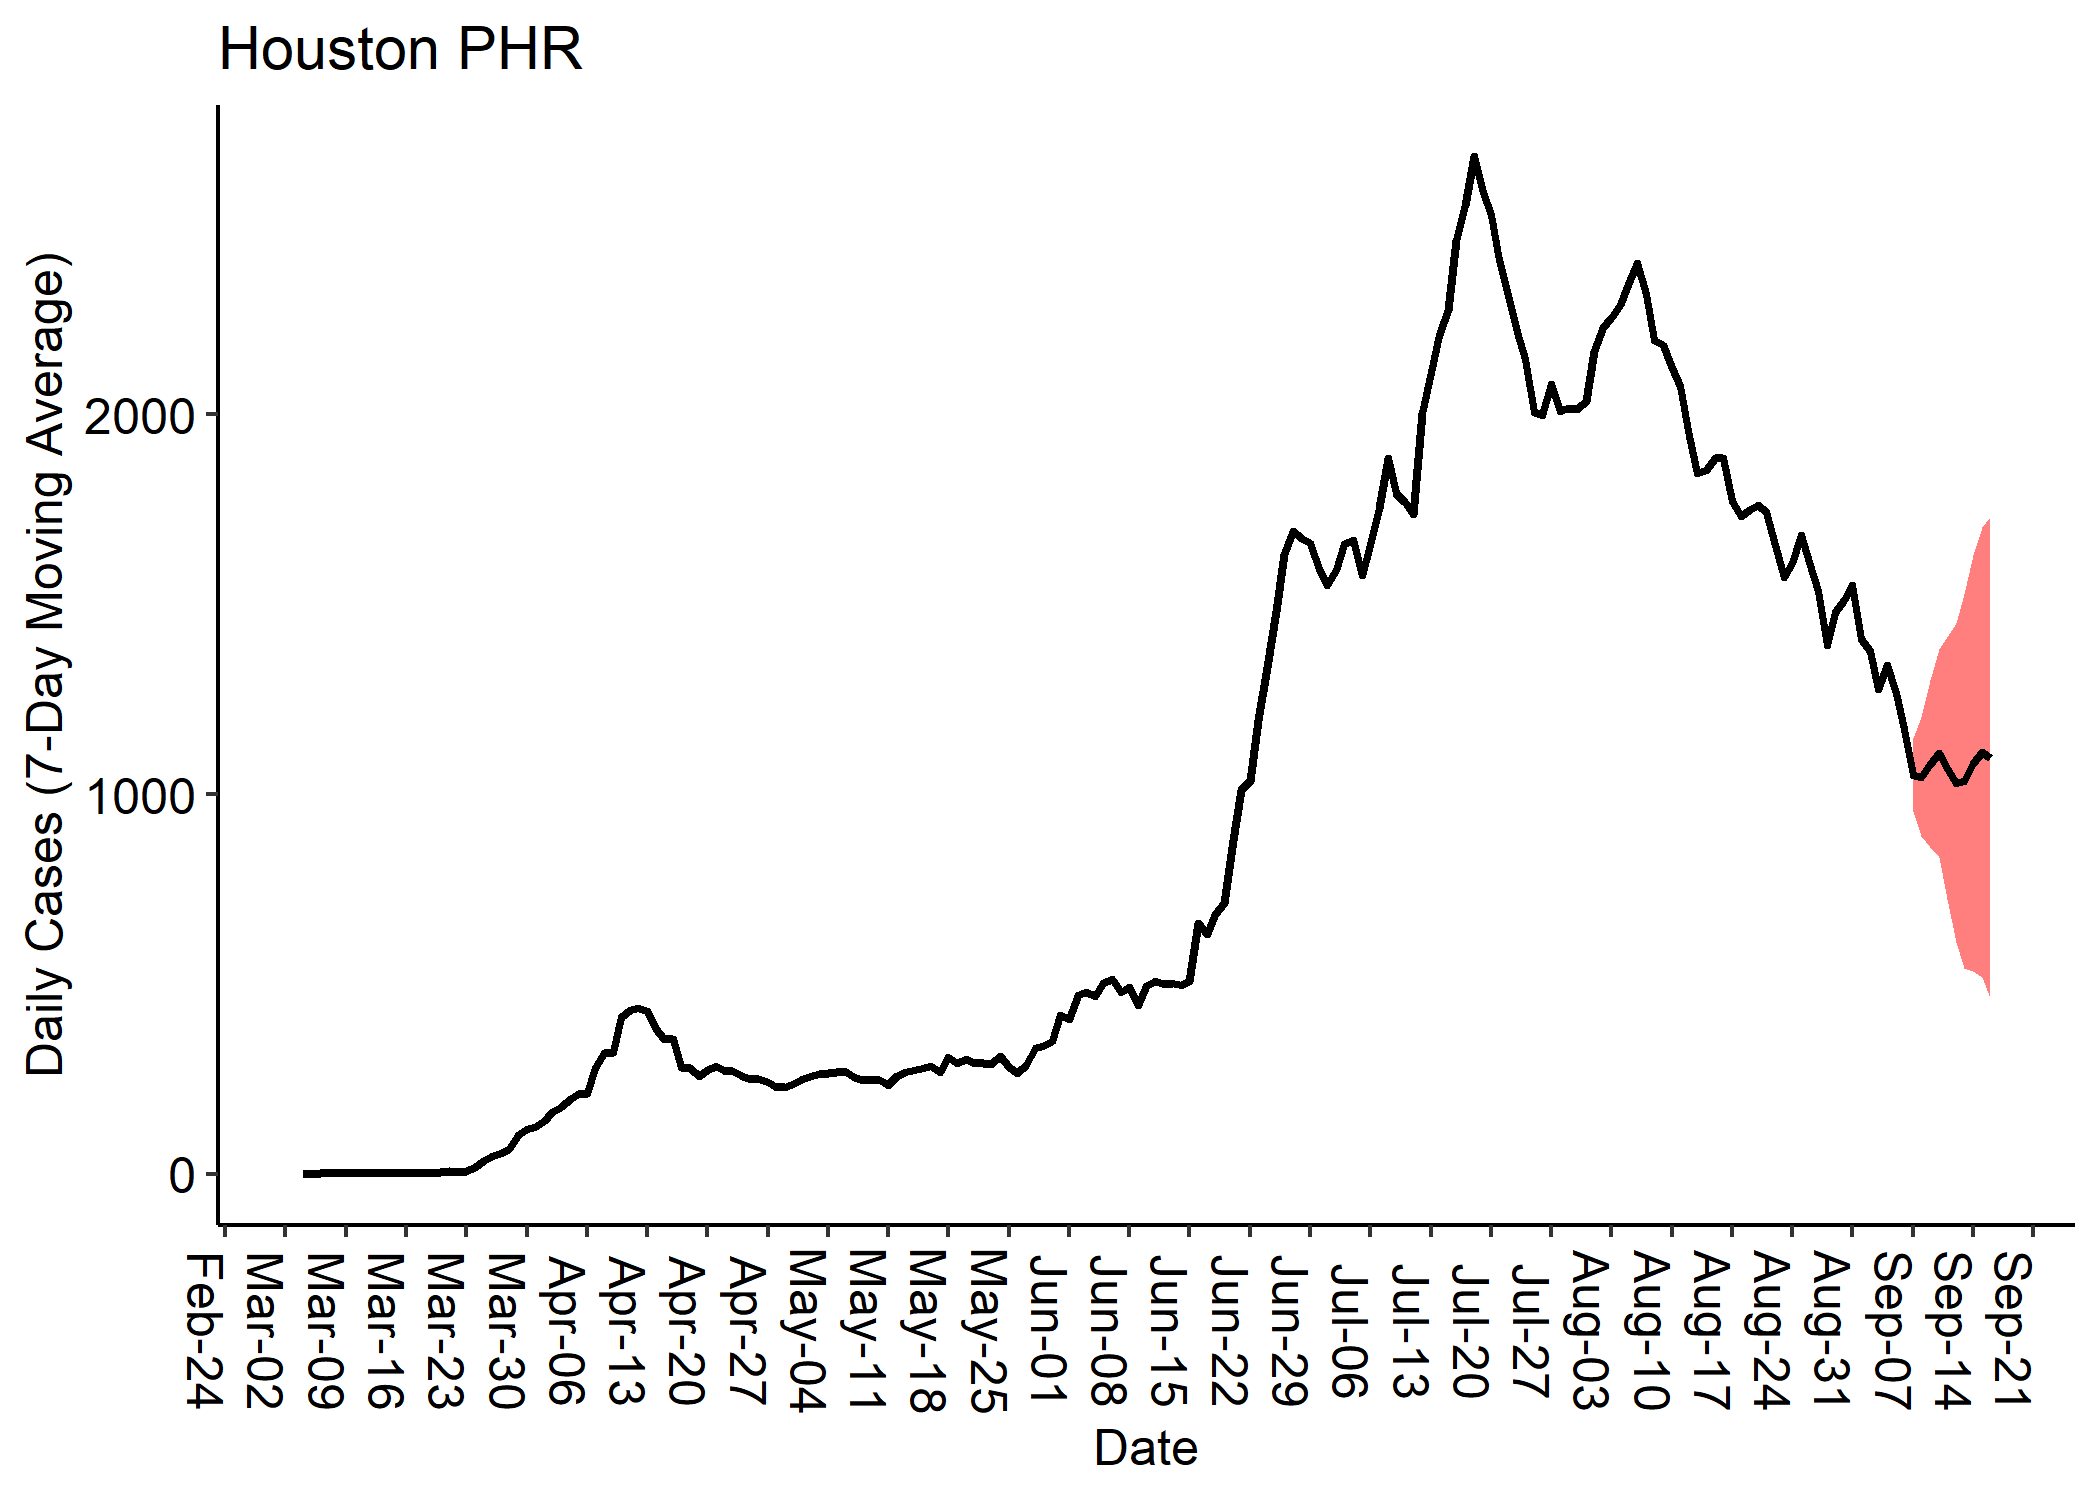 Houston PHR
Daily Cases (7-Day Moving Average)
2000
1000
0
Feb-24
Mar-02
Mar-09
Mar-16
Mar-23
Mar-30
Apr-06
Apr-13
Apr-20
Apr-27
May-04
May-11
May-18
May-25
Jun-01
Jun-08
Jun-15
Jun-22
Jun-29
Jul-06
Jul-13
Jul-20
Jul-27
Aug-03
Aug-10
Aug-17
Aug-24
Aug-31
Sep-07
Sep-14
Sep-21
Date